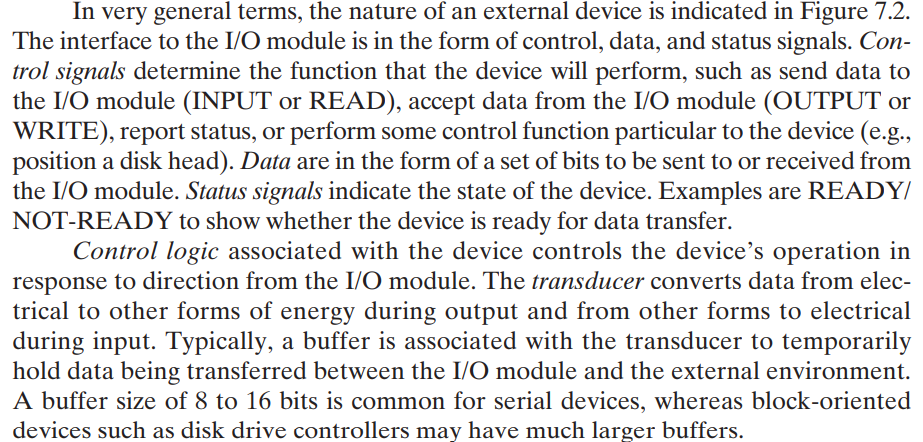 In very general terms, the nature of an external device is indicated in Figure 7.2.
The interface to the I/O module is in the form of control, data, and status signals. Con-
trol signals determine the function that the device will perform, such as send data to
the I/O module (INPUT or READ), accept data from the I/O module (OUTPUT or
WRITE), report status, or perform some control function particular to the device (e.g.,
position a disk head). Data are in the form of a set of bits to be sent to or received from
the I/O module. Status signals indicate the state of the device. Examples are READY/
NOT-READY to show whether the device is ready for data transfer.
Control logic associated with the device controls the device's operation in
response to direction from the I/O module. The transducer converts data from elec-
trical to other forms of energy during output and from other forms to electrical
during input. Typically, a buffer is associated with the transducer to temporarily
hold data being transferred between the I/O module and the external environment.
A buffer size of 8 to 16 bits is common for serial devices, whereas block-oriented
devices such as disk drive controllers may have much larger buffers.